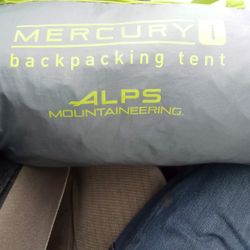 MERCURY 1
backpacking tent
ALPS
MOUNTAINEERING